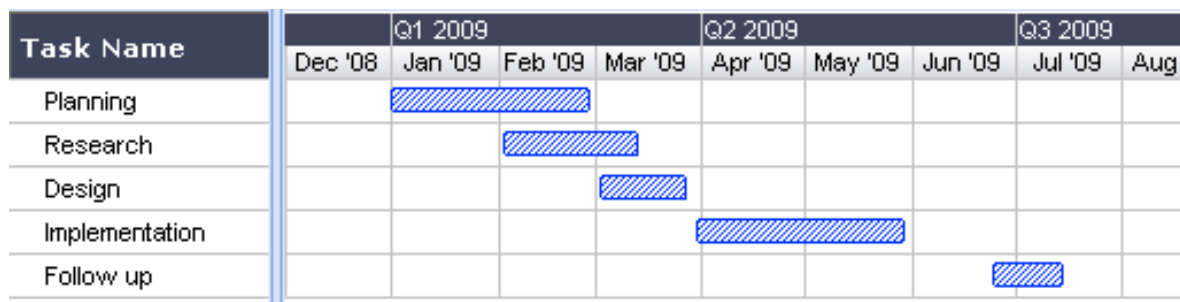 Task Name
Q1 2009 Q2 2009 Q3 2009
Dec '08 Jan '09 Feb '09 Mar '09 Apr '09 May '09 Jun '09 Jul '09 Aug
Planning
Research
Design
Implementation
Follow up